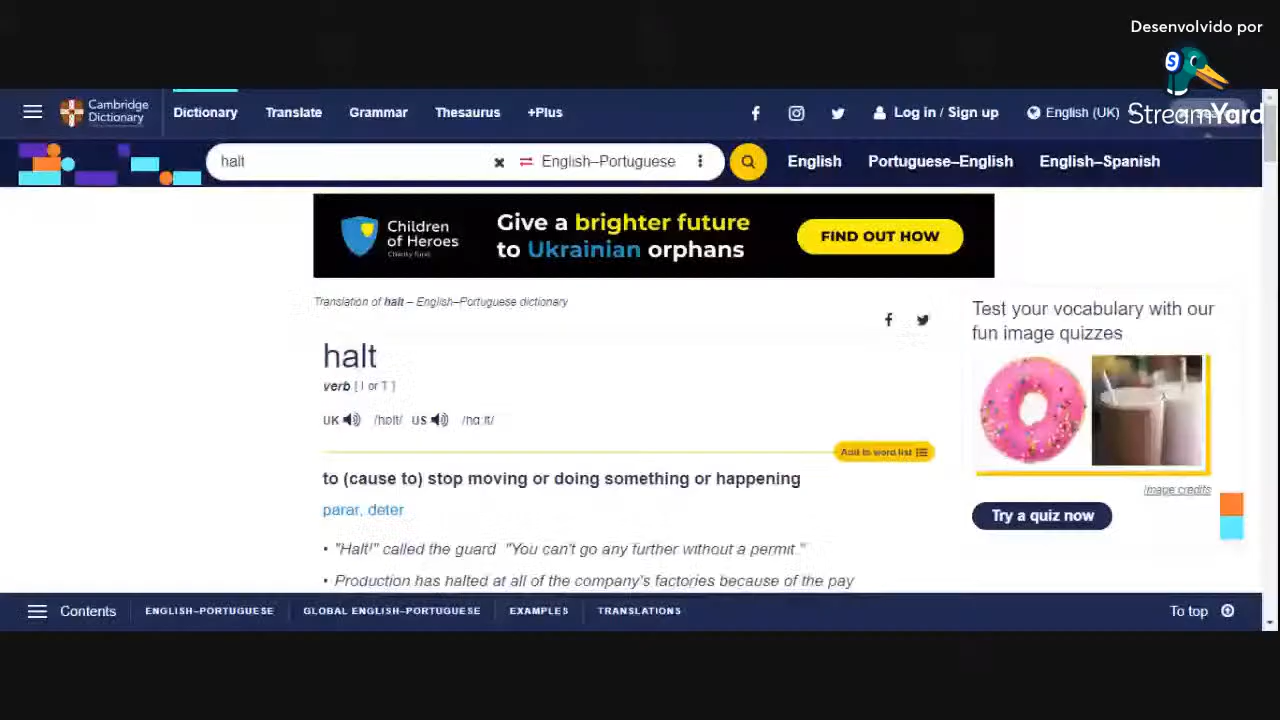 Desenvolvido por
StreamYard
Cambridge
Dictionary
Dictionary
Translate
Grammar
Thesaurus
+Plus
Log in / Sign up
English (UK)
halt
English–Portuguese
English
Portuguese–English
English–Spanish
Children
of Heroes
Charity Fund
Give a brighter future
to Ukrainian orphans
FIND OUT HOW
Translation of halt – English–Portuguese dictionary
halt
verb [ I or T ]
UK /hɒlt/ US /hɑːlt/
Add to word list
to (cause to) stop moving or doing something or happening
parar, deter
• "Halt!" called the guard "You can't go any further without a permit."
• Production has halted at all of the company's factories because of the pay
Test your vocabulary with our
fun image quizzes
Image credits
Try a quiz now
Contents
ENGLISH–PORTUGUESE
GLOBAL ENGLISH–PORTUGUESE
EXAMPLES
TRANSLATIONS
To top